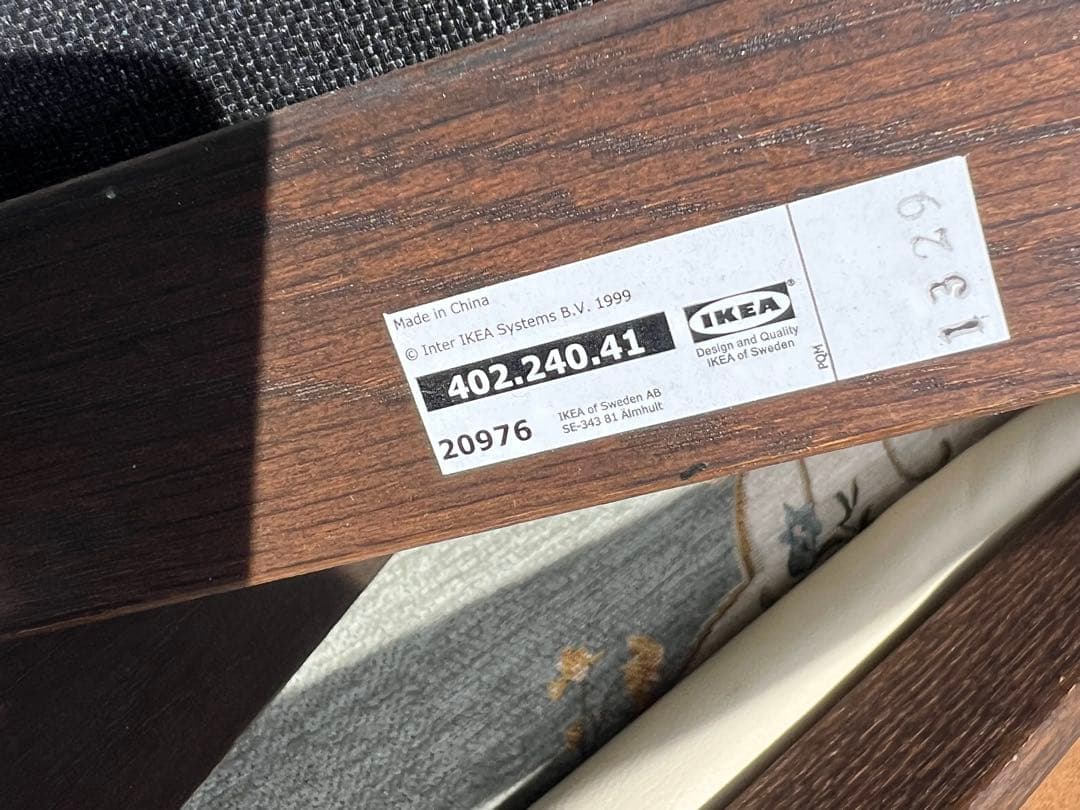 Made in China
© Inter IKEA Systems B.V. 1999
402.240.41
20976
IKEA of Sweden AB
SE-343 81 Älmhult
IKEA®
Design and Quality
IKEA of Sweden
PQM
1329